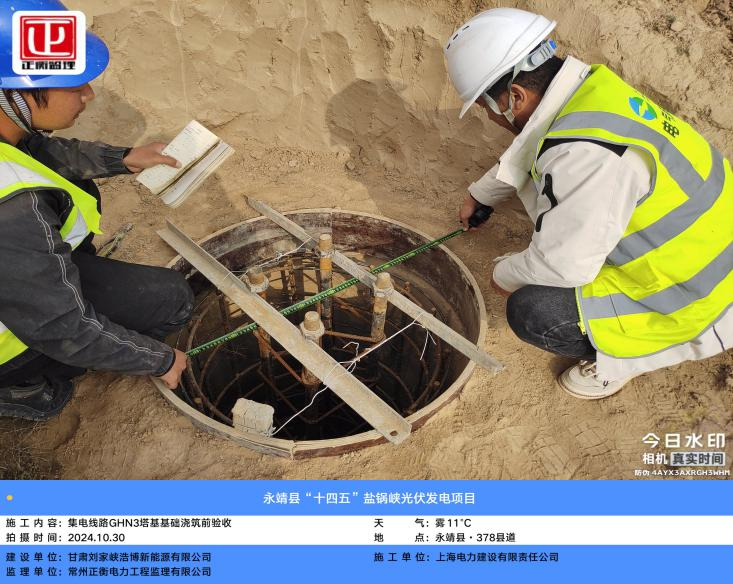 正衡监理
电
今日水印
相机 真实时间
防伪 4AYX3AXRGH3WHM
永靖县“十四五”盐锅峡光伏发电项目
施工内容：集电线路GHN3塔基基础浇筑前验收
天 气：雾 11℃
拍摄时间：2024.10.30
地 点：永靖县·378县道
建设单位：甘肃刘家峡浩博新能源有限公司
施工单位：上海电力建设有限责任公司
监理单位：常州正衡电力工程监理有限公司